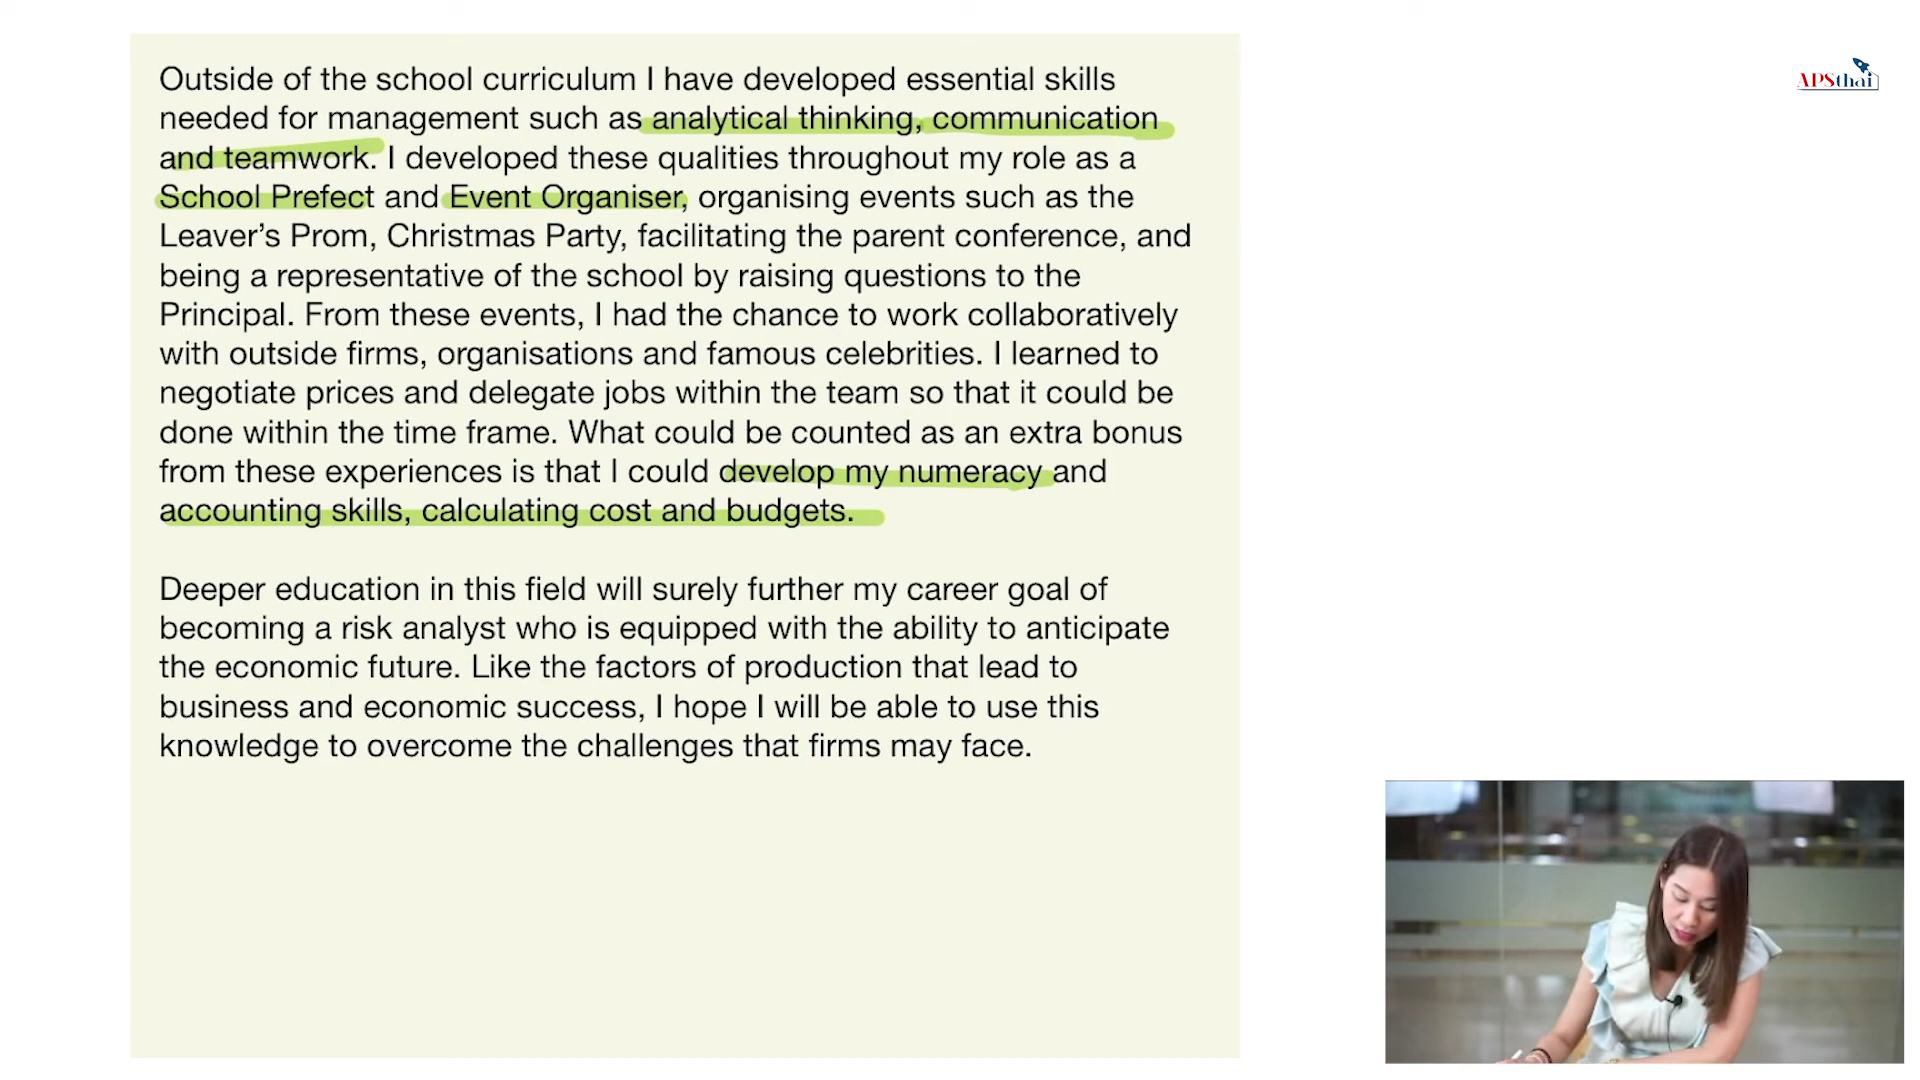 Outside of the school curriculum I have developed essential skills
needed for management such as analytical thinking, communication
and teamwork. I developed these qualities throughout my role as a
School Prefect and Event Organiser, organising events such as the
Leaver’s Prom, Christmas Party, facilitating the parent conference, and
being a representative of the school by raising questions to the
Principal. From these events, I had the chance to work collaboratively
with outside firms, organisations and famous celebrities. I learned to
negotiate prices and delegate jobs within the team so that it could be
done within the time frame. What could be counted as an extra bonus
from these experiences is that I could develop my numeracy and
accounting skills, calculating cost and budgets.
Deeper education in this field will surely further my career goal of
becoming a risk analyst who is equipped with the ability to anticipate
the economic future. Like the factors of production that lead to
business and economic success, I hope I will be able to use this
knowledge to overcome the challenges that firms may face.
APSthai